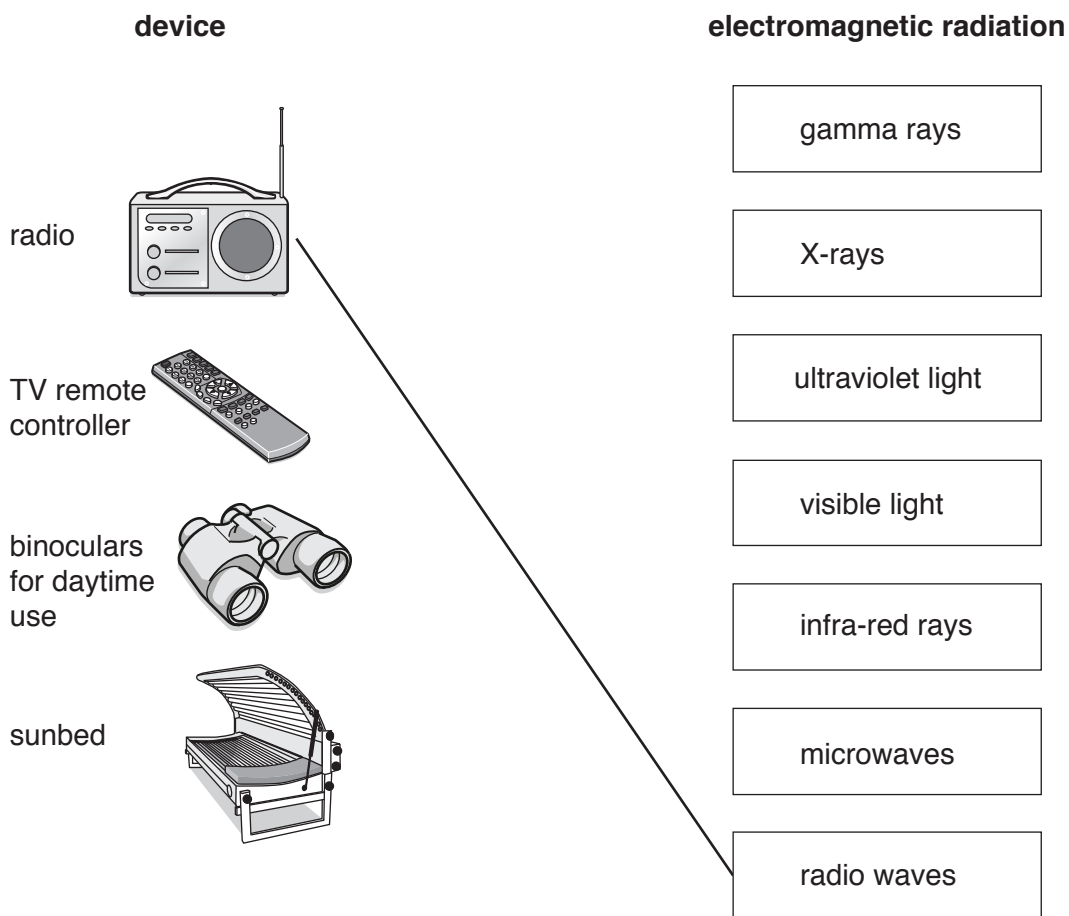 device
electromagnetic radiation
radio
TV remote
controller
binoculars
for daytime
use
sunbed
gamma rays
X-rays
ultraviolet light
visible light
infra-red rays
microwaves
radio waves